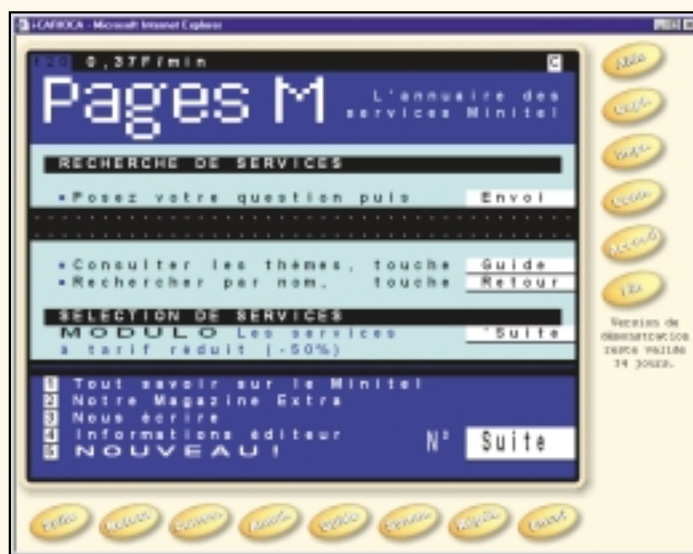 i-CARIOCA - Microsoft Internet Explorer
t20 0,37F/min C
Pages M
L'annuaire des
services Minitel
RECHERCHE DE SERVICES
Posez votre question puis Envoi
Consulter les thèmes, touche Guide
Rechercher par nom, touche Retour
SELECTION DE SERVICES
MODULO Les services *Suite
à tarif réduit (-50%)
1 Tout savoir sur le Minitel
2 Notre Magazine Extra
3 Nous écrire
4 Informations éditeur
5 NOUVEAU!
N° Suite
Accueil
Version de
démonstration
reste valide
14 jours.